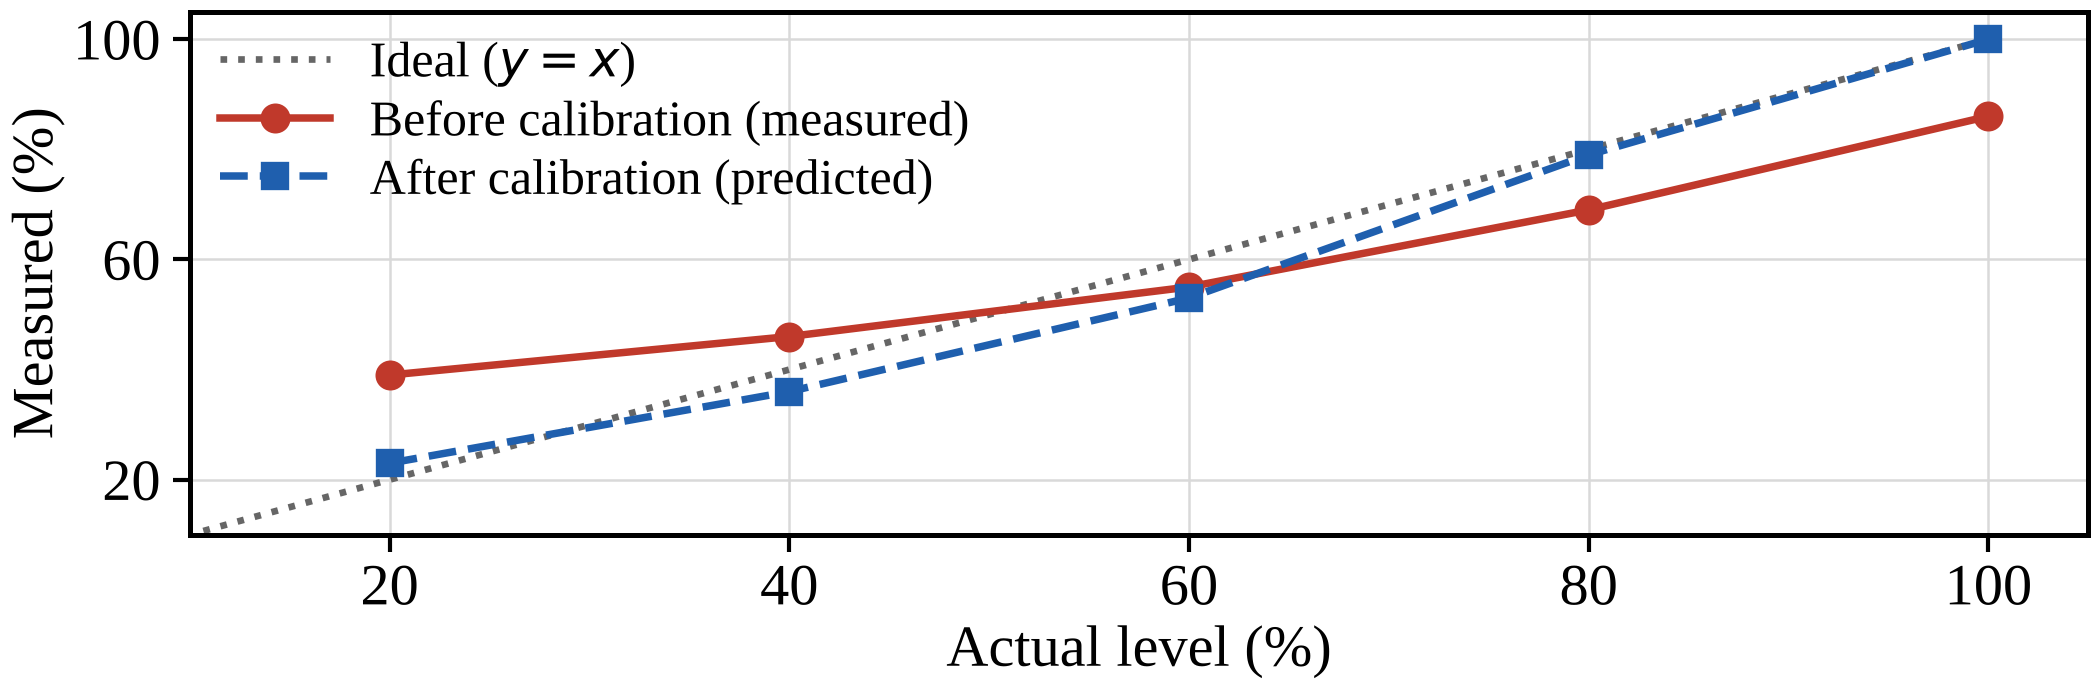 Measured (%)
100
60
20
Ideal (y = x)
Before calibration (measured)
After calibration (predicted)
20 40 60 80 100
Actual level (%)